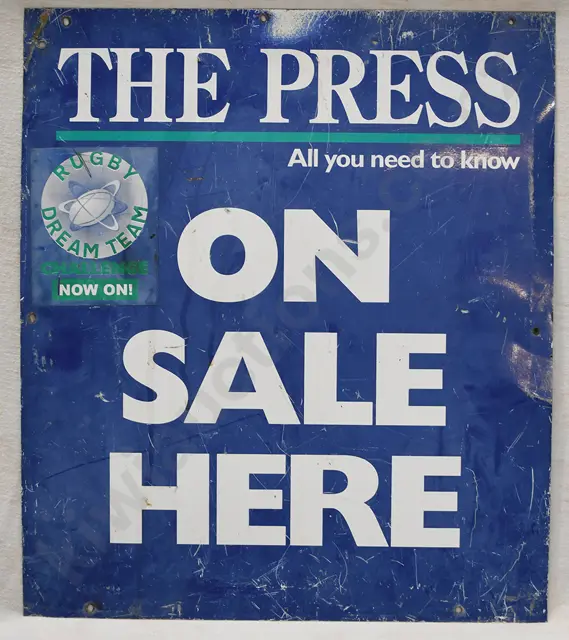 THE PRESS
All you need to know
RUGBY
DREAM TEAM
CHALLENGE
NOW ON!
ON
SALE
HERE